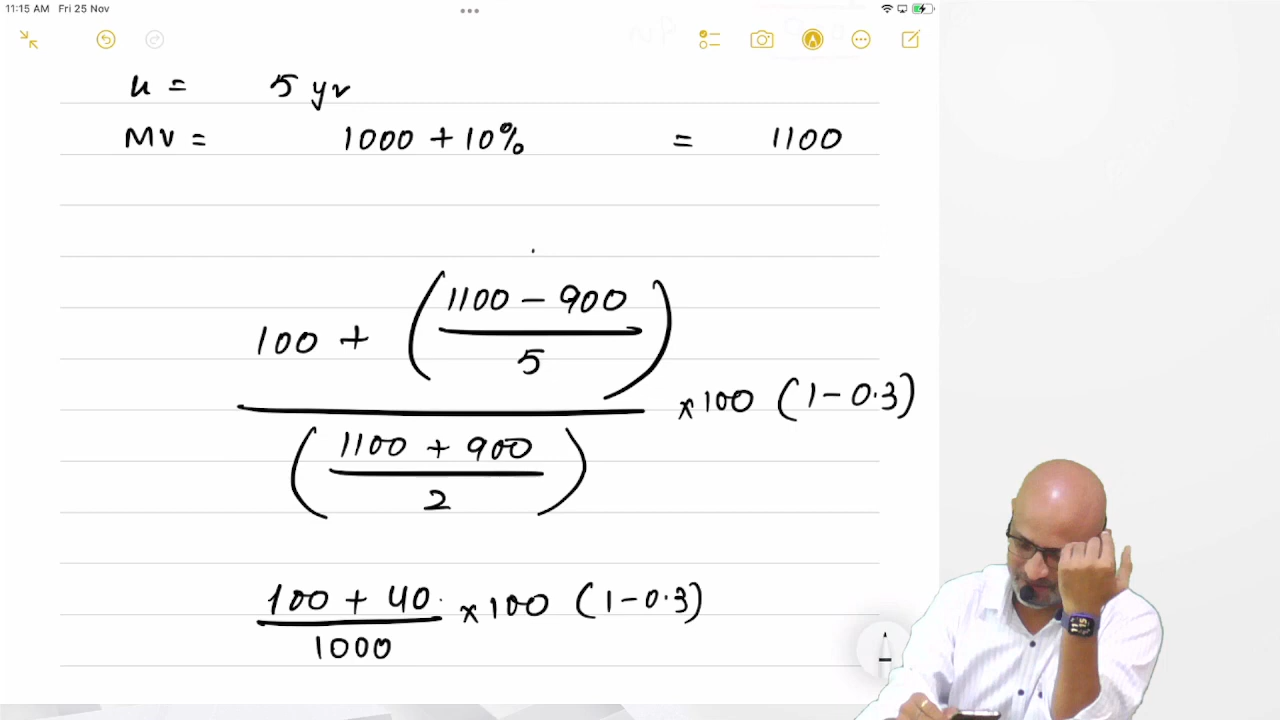 11:15 AM Fri 25 Nov
n = 5 yr
MV = 1000 + 10% = 1100
100 + (1100 - 900 / 5)
(1100 + 900 / 2)
x 100 (1 - 0.3)
100 + 40 / 1000 x 100 (1 - 0.3)